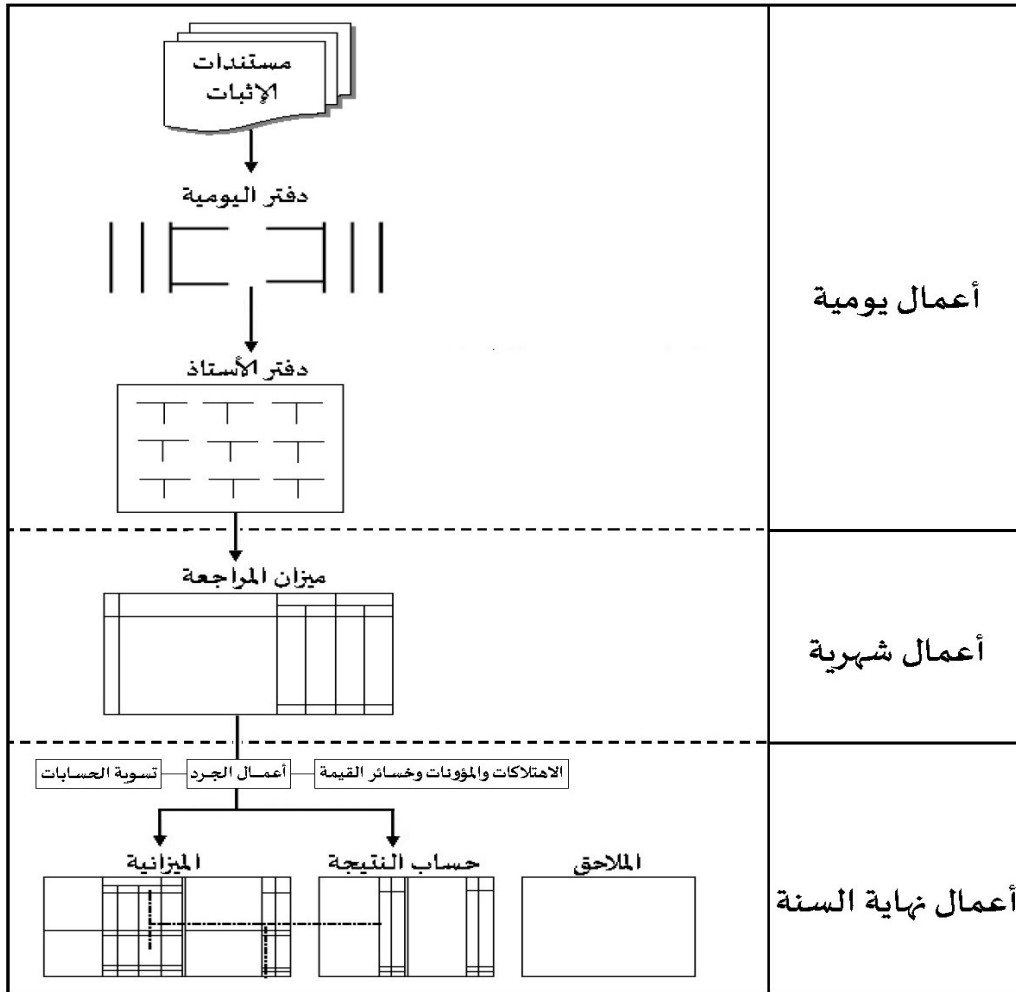 مستندات
الإثبات
دفتر اليومية
أعمال يومية
دفتر الأستاذ
ميزان المراجعة
أعمال شهرية
الاهتلاكات والمؤونات وخسائر القيمة
أعمال الجرد
تسوية الحسابات
الملاحق
حساب النتيجة
الميزانية
أعمال نهاية السنة